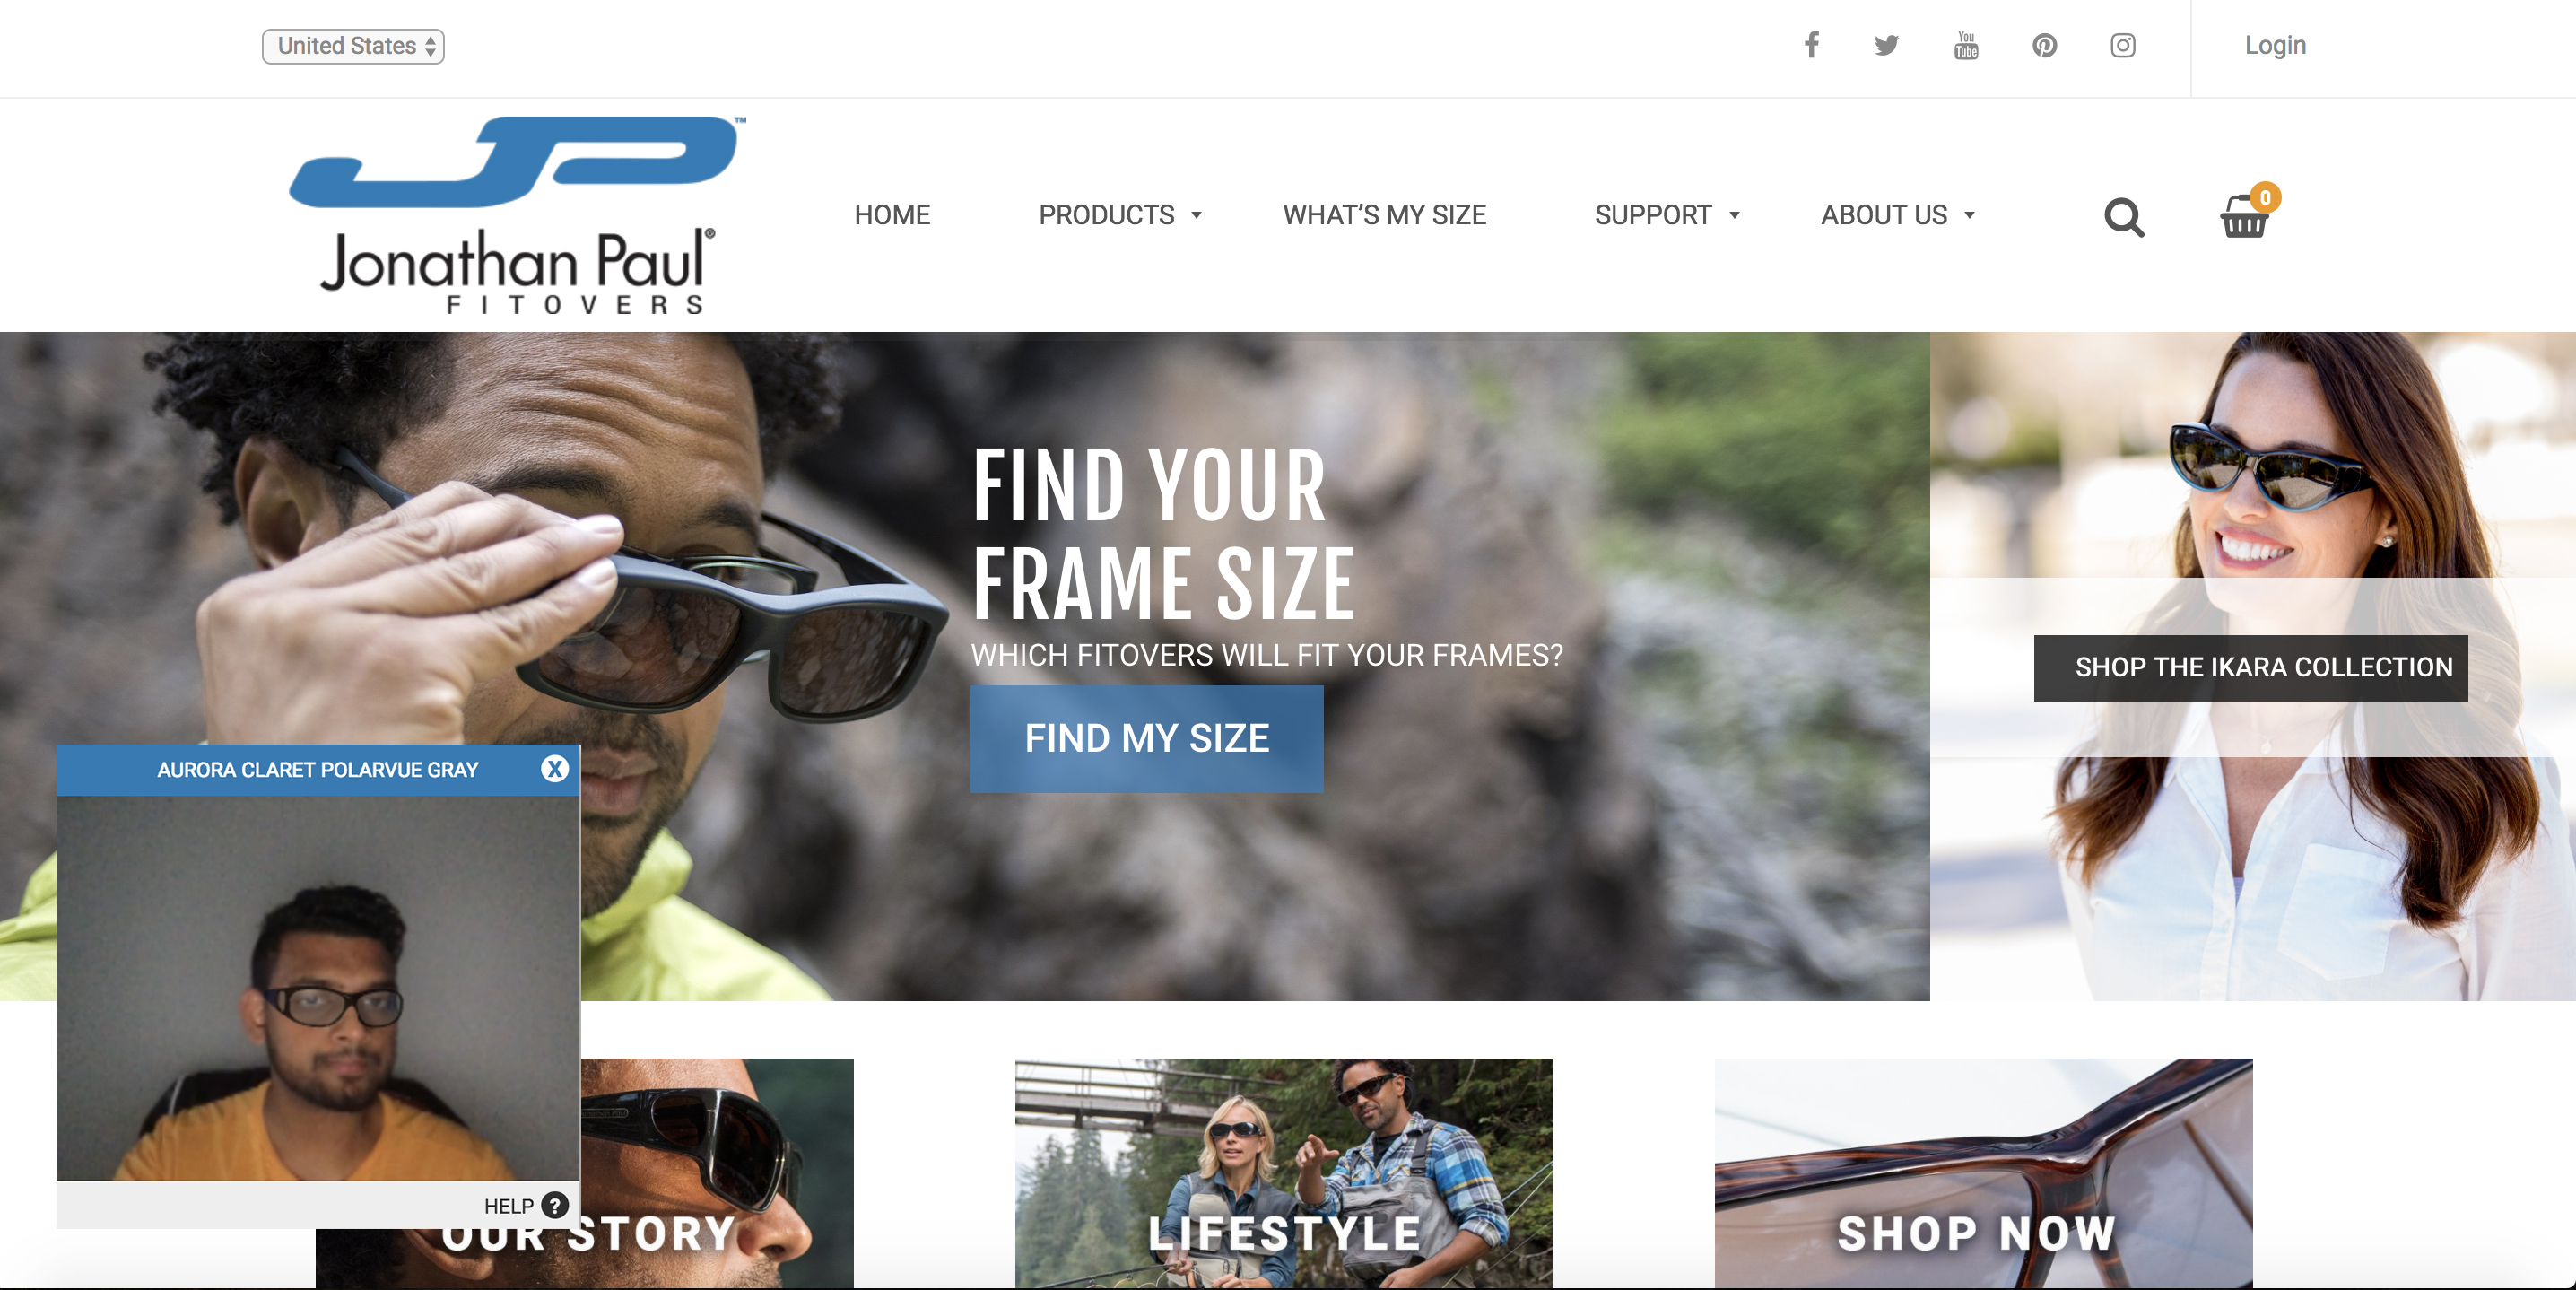 United States
You
Tube
Login
JP™
Jonathan Paul®
FITOVERS
HOME
PRODUCTS
WHAT'S MY SIZE
SUPPORT
ABOUT US
0
FIND YOUR
FRAME SIZE
WHICH FITOVERS WILL FIT YOUR FRAMES?
FIND MY SIZE
SHOP THE IKARA COLLECTION
AURORA CLARET POLARVUE GRAY
X
HELP ?
OUR STORY
LIFESTYLE
SHOP NOW